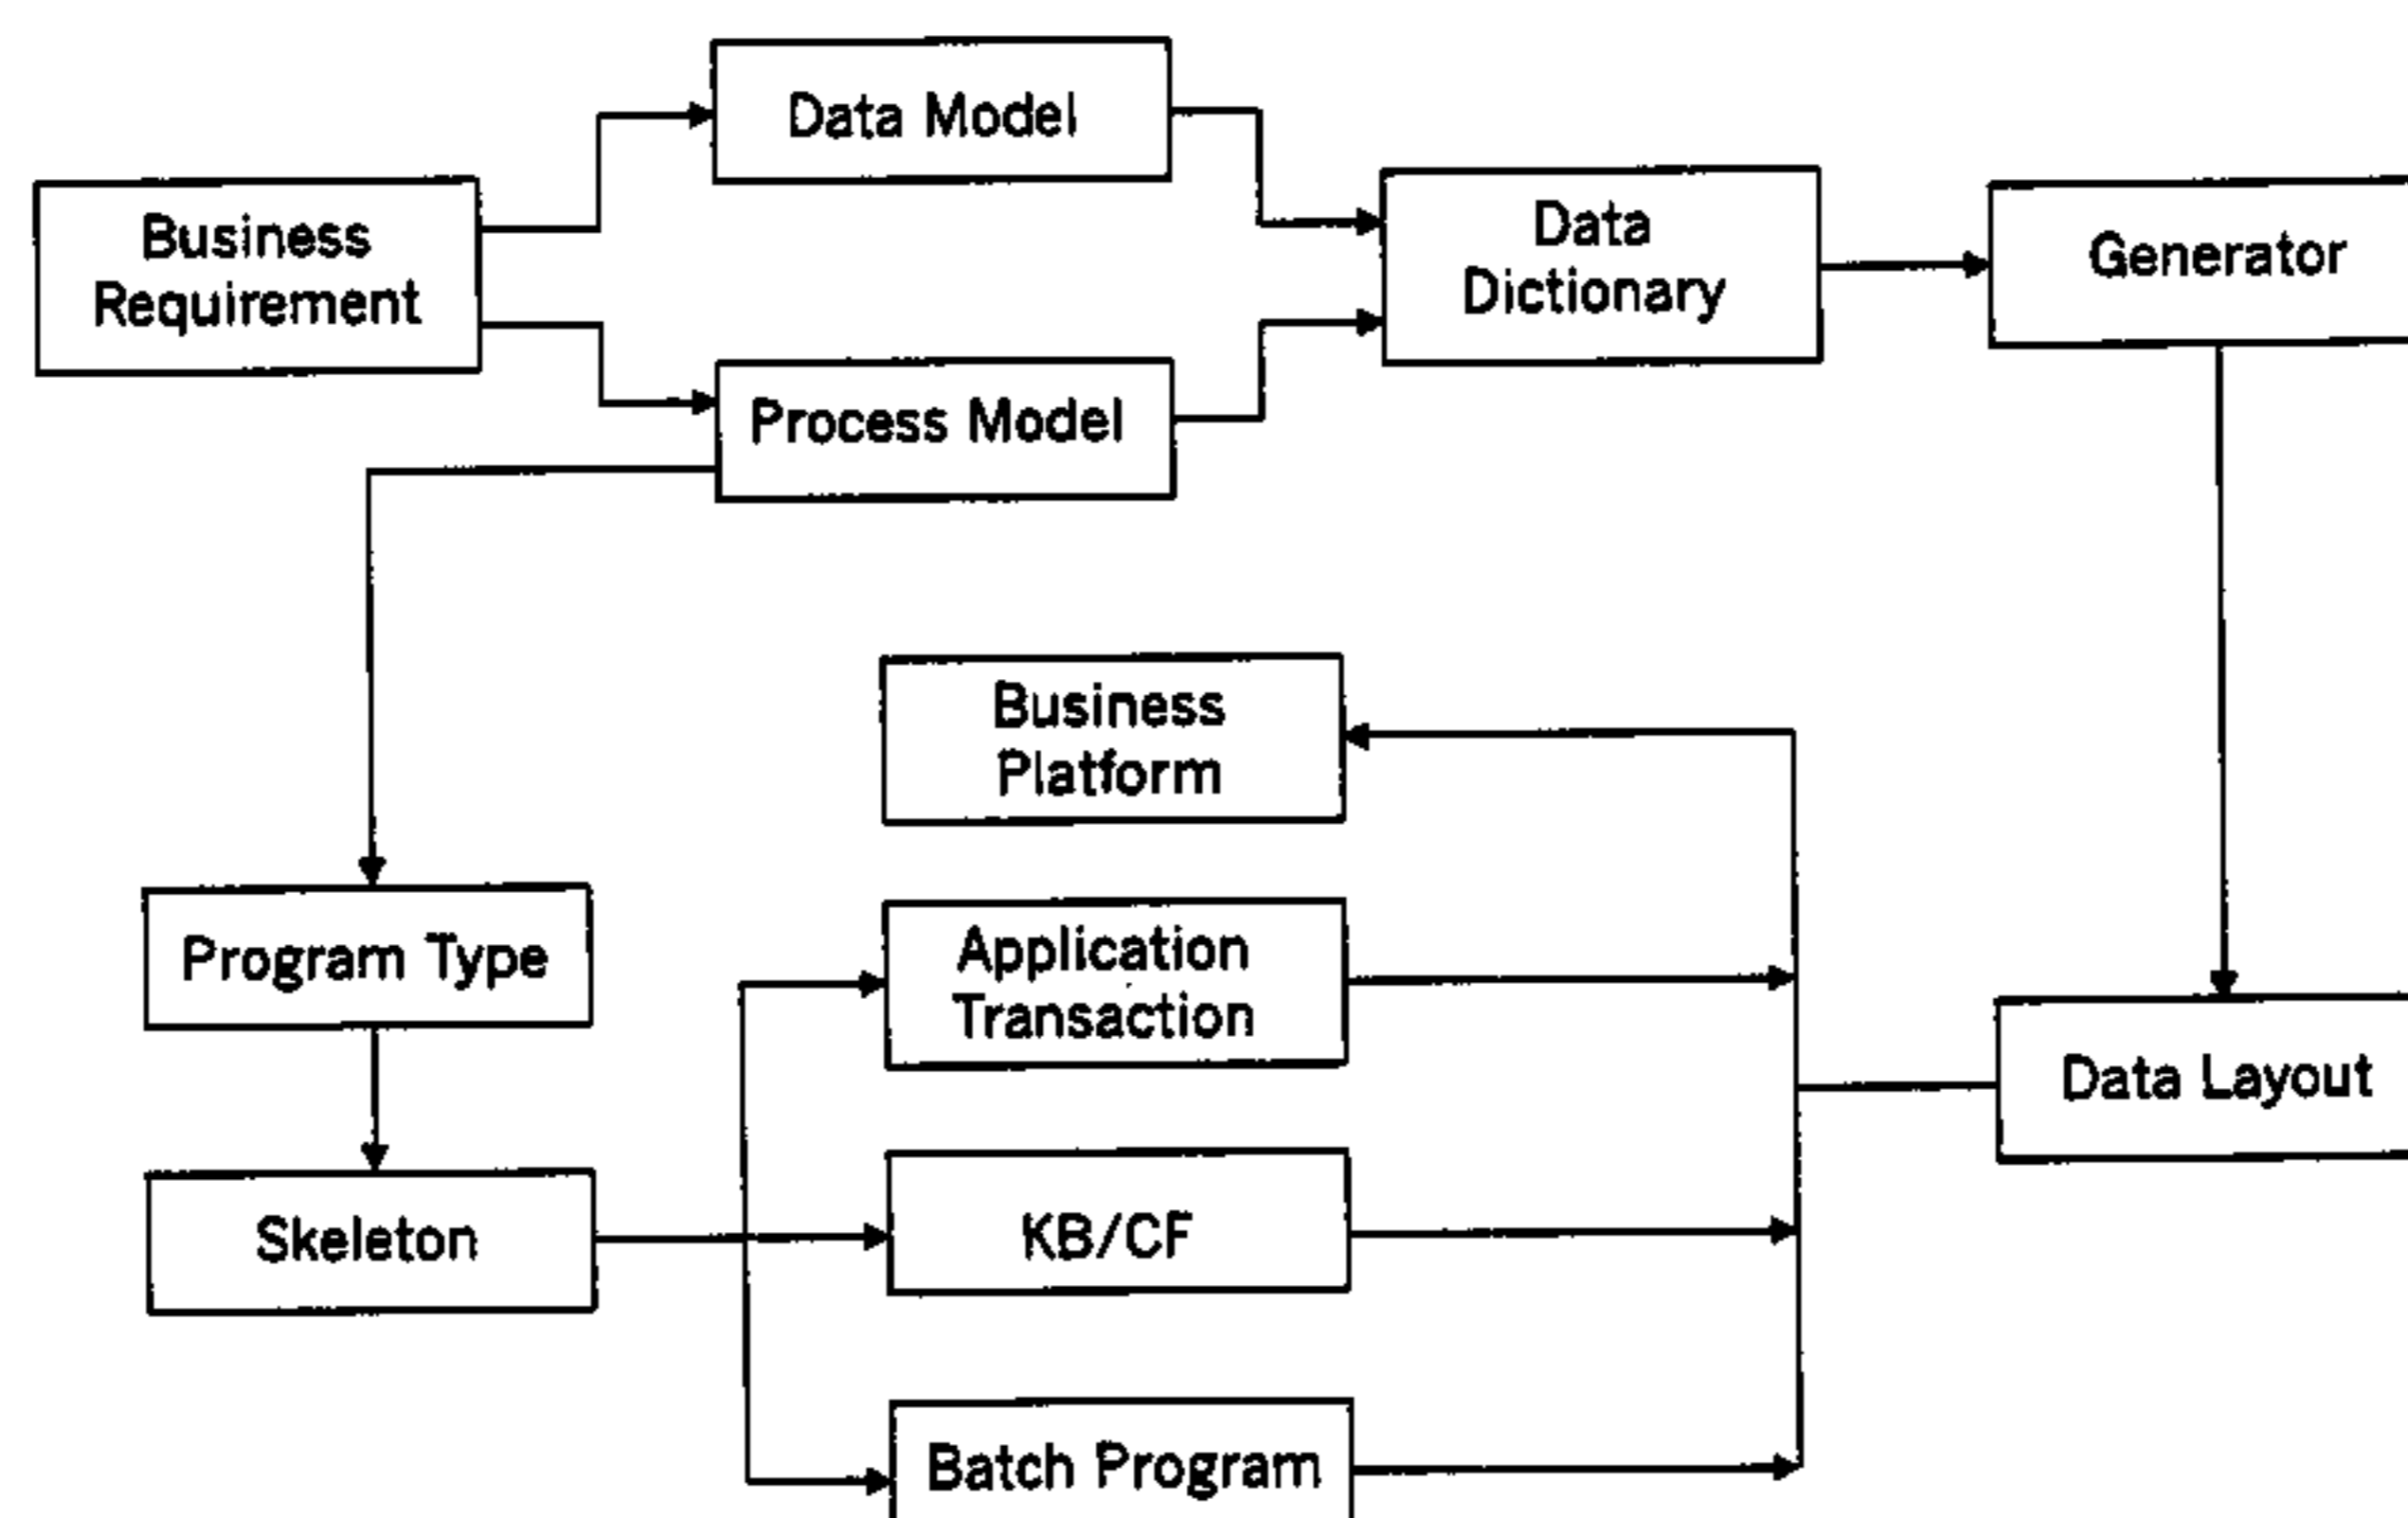 Data Model
Business
Requirement
Data
Dictionary
Generator
Process Model
Business
Platform
Program Type
Application
Transaction
Data Layout
Skeleton
KB/CF
Batch Program